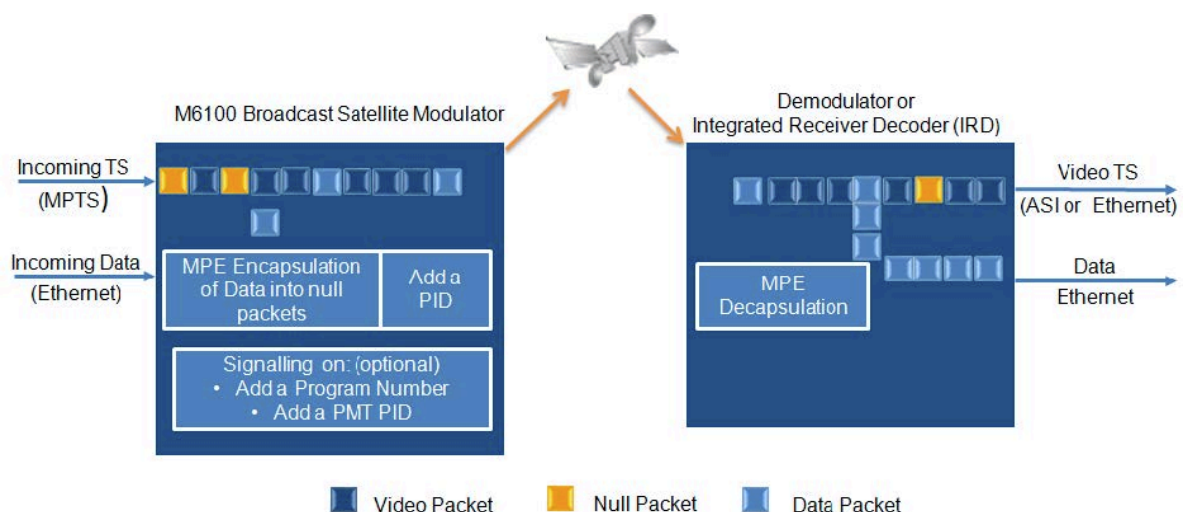 M6100 Broadcast Satellite Modulator
Demodulator or
Integrated Receiver Decoder (IRD)
Incoming TS
(MPTS)
Incoming Data
(Ethernet)
MPE Encapsulation
of Data into null
packets
Add a
PID
Signalling on: (optional)
• Add a Program Number
• Add a PMT PID
MPE
Decapsulation
Video TS
(ASI or Ethernet)
Data
Ethernet
Video Packet
Null Packet
Data Packet